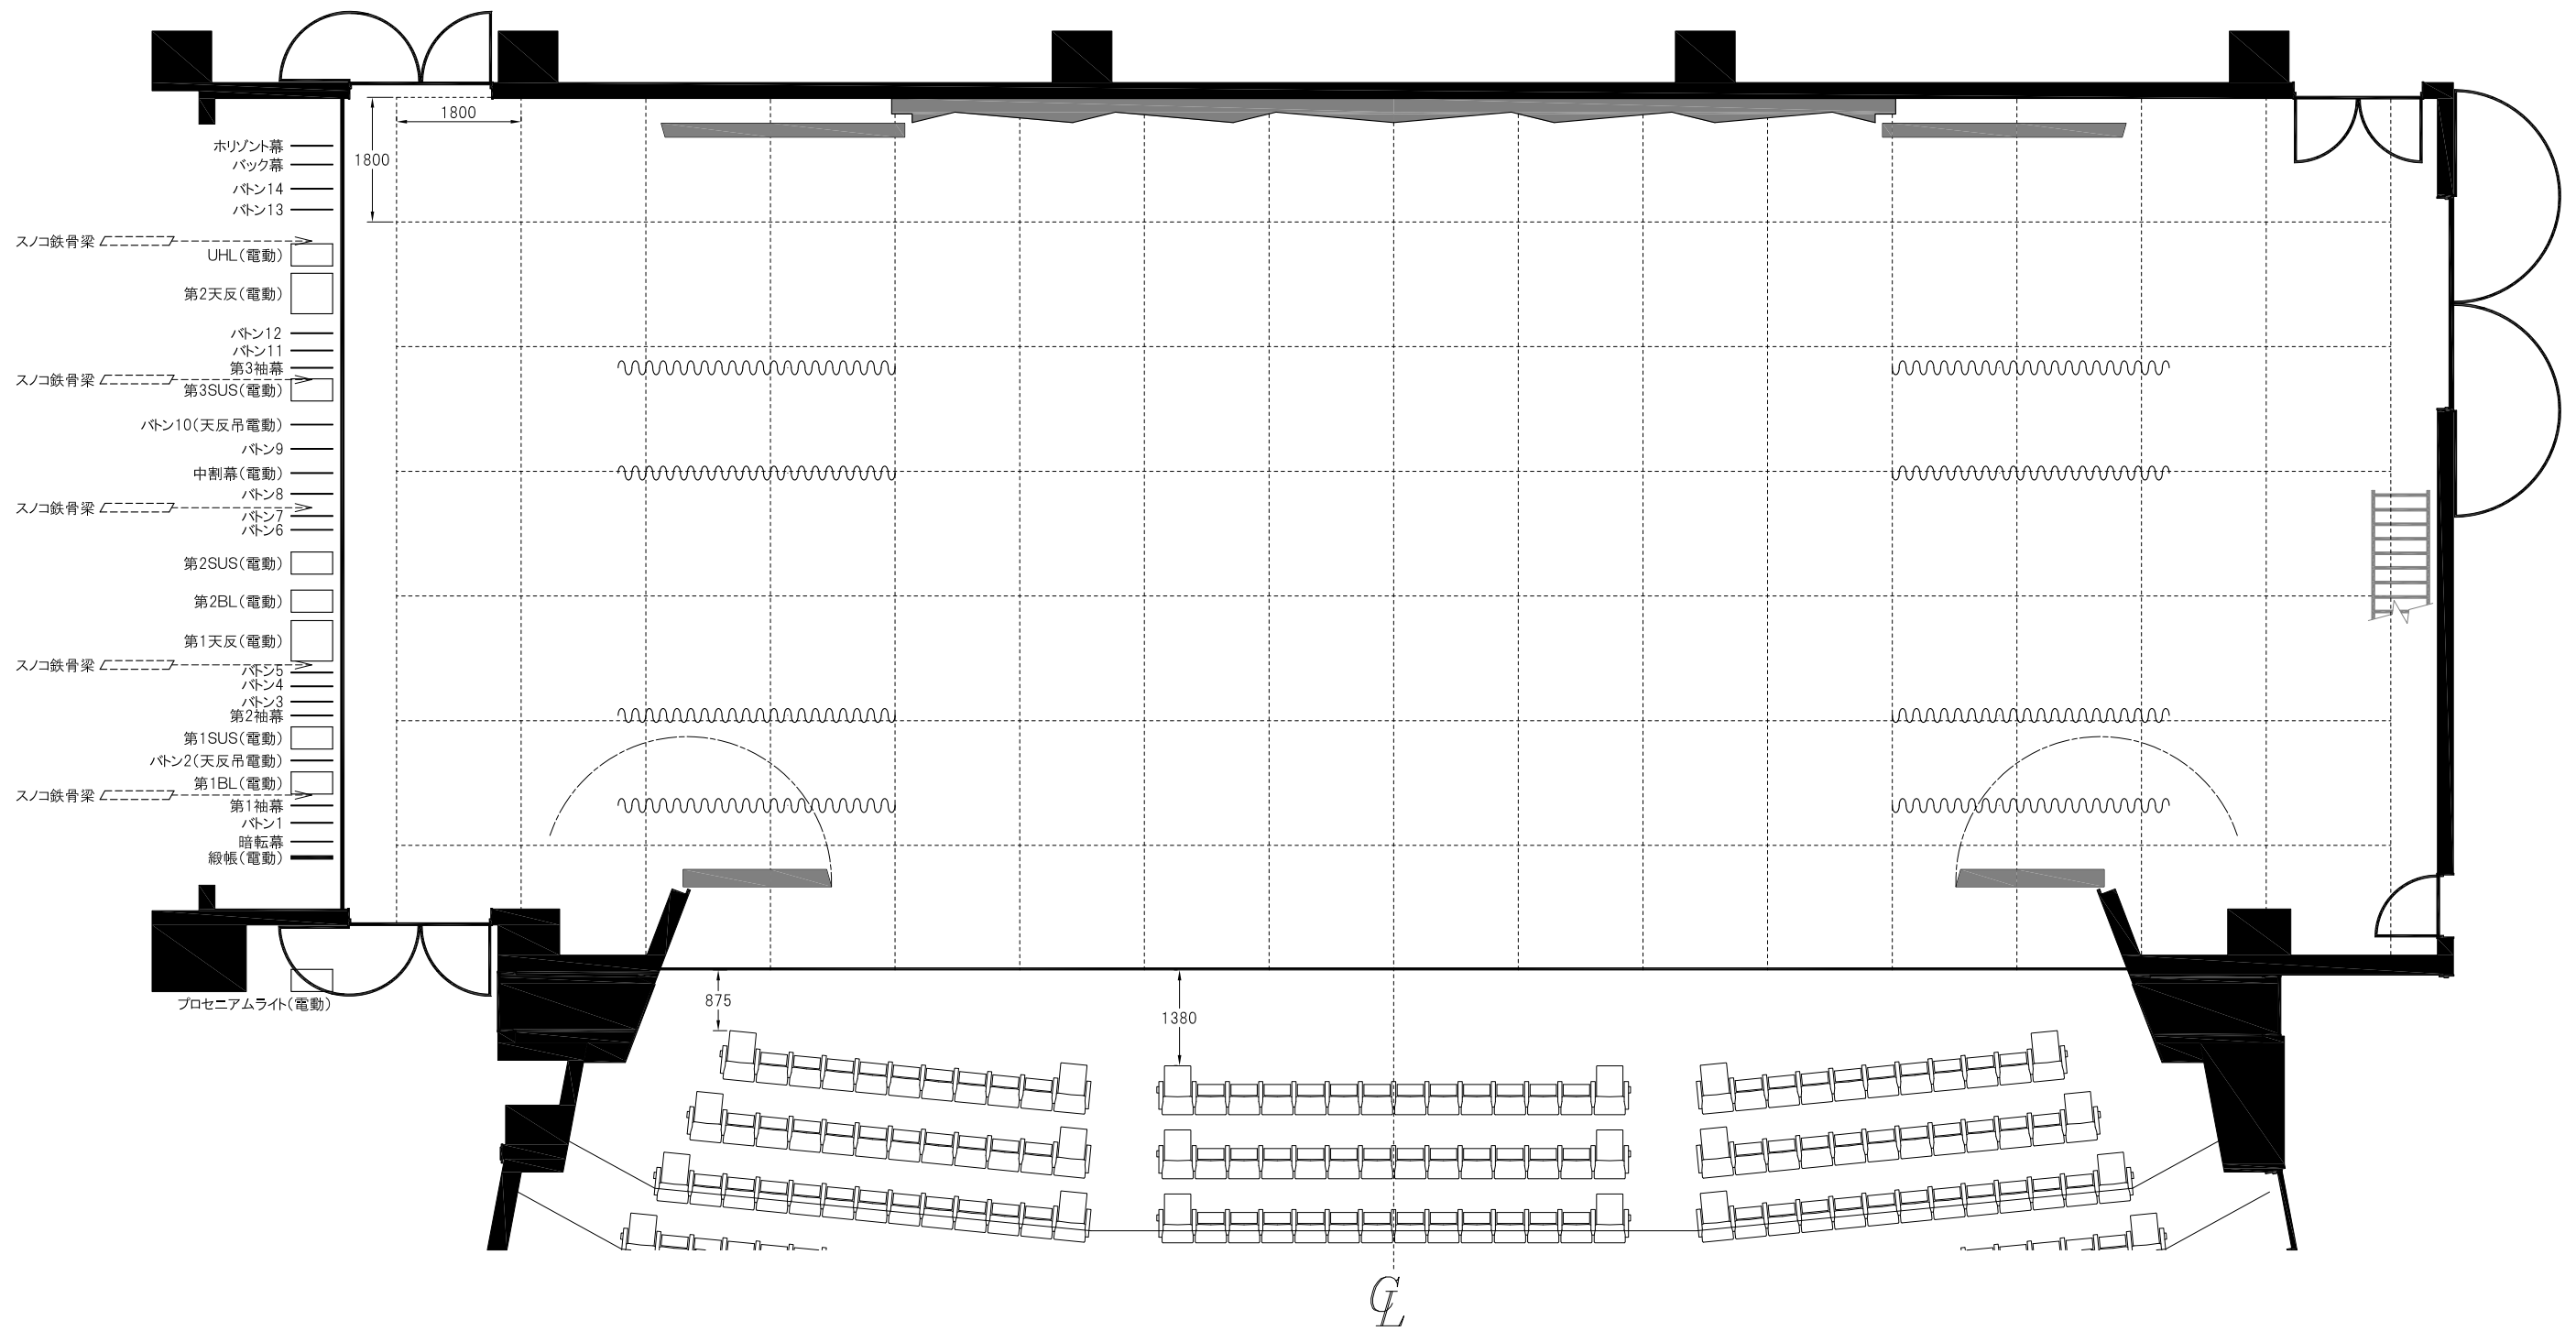 1800
1800
ホリゾント幕
バック幕
バトン14
バトン13
スノコ鉄骨梁
UHL(電動)
第2天反(電動)
バトン12
バトン11
第3袖幕
スノコ鉄骨梁
第3SUS(電動)
バトン10(天反吊電動)
バトン9
中割幕(電動)
バトン8
スノコ鉄骨梁
バトン7
バトン6
第2SUS(電動)
第2BL(電動)
第1天反(電動)
スノコ鉄骨梁
バトン5
バトン4
バトン3
第2袖幕
第1SUS(電動)
バトン2(天反吊電動)
第1BL(電動)
スノコ鉄骨梁
第1袖幕
バトン1
暗転幕
緞帳(電動)
プロセニアムライト(電動)
875
1380
CL